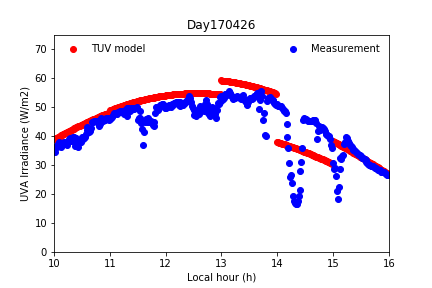 Day170426
TUV model
Measurement
UVA Irradiance (W/m2)
70
60
50
40
30
20
10
0
10 11 12 13 14 15 16
Local hour (h)